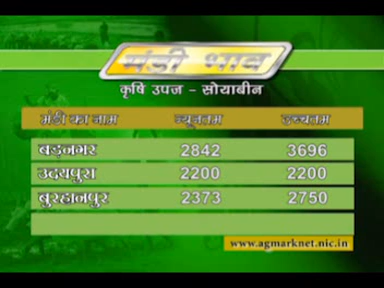 मंडी भाव
कृषि उपज - सोयाबीन
मंडी का नाम न्यूनतम उच्चतम
बड़नगर 2842 3696
उदयपुरा 2200 2200
बुरहानपुर 2373 2750
www.agmarknet.nic.in